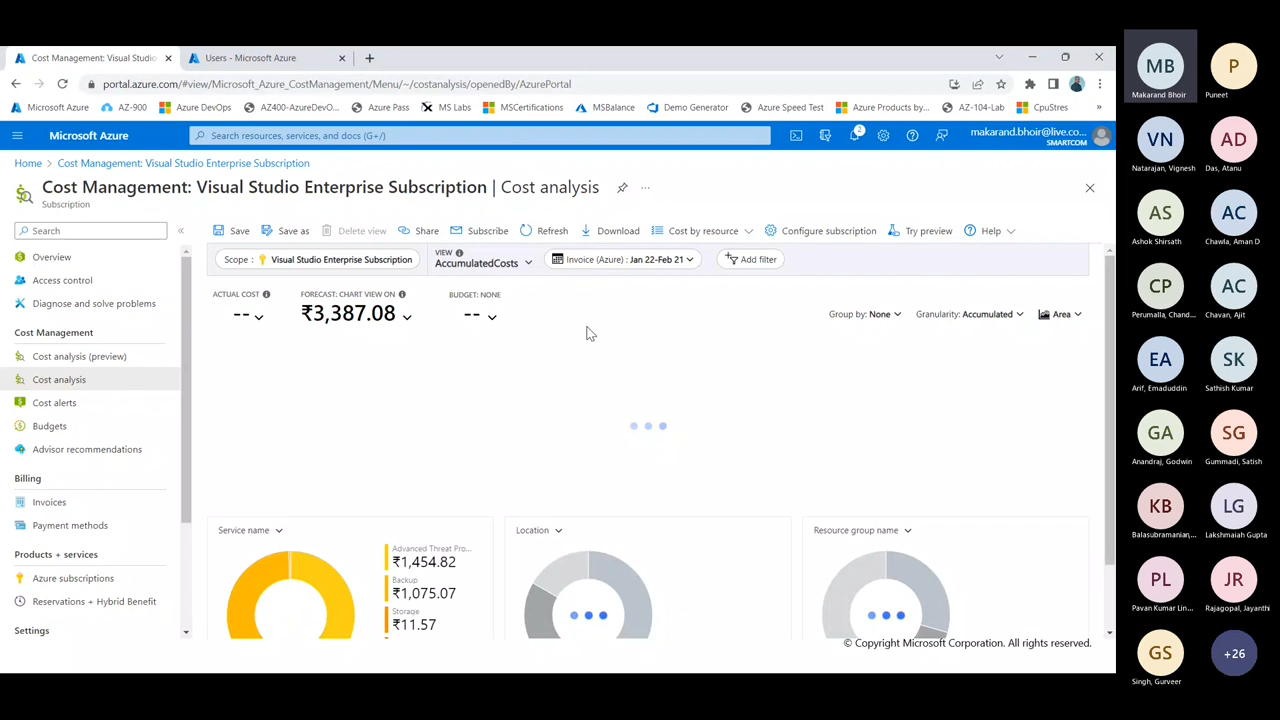 Cost Management: Visual Studio
Users - Microsoft Azure
portal.azure.com/#view/Microsoft_Azure_CostManagement/Menu/~/costanalysis/openedBy/AzurePortal
Microsoft Azure
AZ-900
Azure DevOps
AZ400-AzureDevO...
Azure Pass
MS Labs
MSCertifications
MSBalance
Demo Generator
Azure Speed Test
Azure Products by...
AZ-104-Lab
CpuStres
»
Microsoft Azure
Search resources, services, and docs (G+/)
2
makarand.bhoir@live.co...
SMARTCOM
Home > Cost Management: Visual Studio Enterprise Subscription
Cost Management: Visual Studio Enterprise Subscription | Cost analysis
Subscription
Search
«
Overview
Access control
Diagnose and solve problems
Cost Management
Cost analysis (preview)
Cost analysis
Cost alerts
Budgets
Advisor recommendations
Billing
Invoices
Payment methods
Products + services
Azure subscriptions
Reservations + Hybrid Benefit
Settings
Save
Save as
Delete view
Share
Subscribe
Refresh
Download
Cost by resource
Configure subscription
Try preview
Help
Scope : Visual Studio Enterprise Subscription
VIEW
AccumulatedCosts
Invoice (Azure) : Jan 22-Feb 21
Add filter
ACTUAL COST
--
FORECAST: CHART VIEW ON
₹3,387.08
BUDGET: NONE
--
Group by: None
Granularity: Accumulated
Area
Service name
Advanced Threat Pro...
₹1,454.82
Backup
₹1,075.07
Storage
₹11.57
Location
Resource group name
© Copyright Microsoft Corporation. All rights reserved.
MB
Makarand Bhoir
P
Puneet
VN
Natarajan, Vignesh
AD
Das, Atanu
AS
Ashok Shirsath
AC
Chawla, Aman D
CP
Perumalla, Chand...
AC
Chavan, Ajit
EA
Arif, Emaduddin
SK
Sathish Kumar
GA
Anandraj, Godwin
SG
Gummadi, Satish
KB
Balasubramanian,...
LG
Lakshmaiah Gupta
PL
Pavan Kumar Lin...
JR
Rajagopal, Jayanthi
GS
Singh, Gurveer
+26